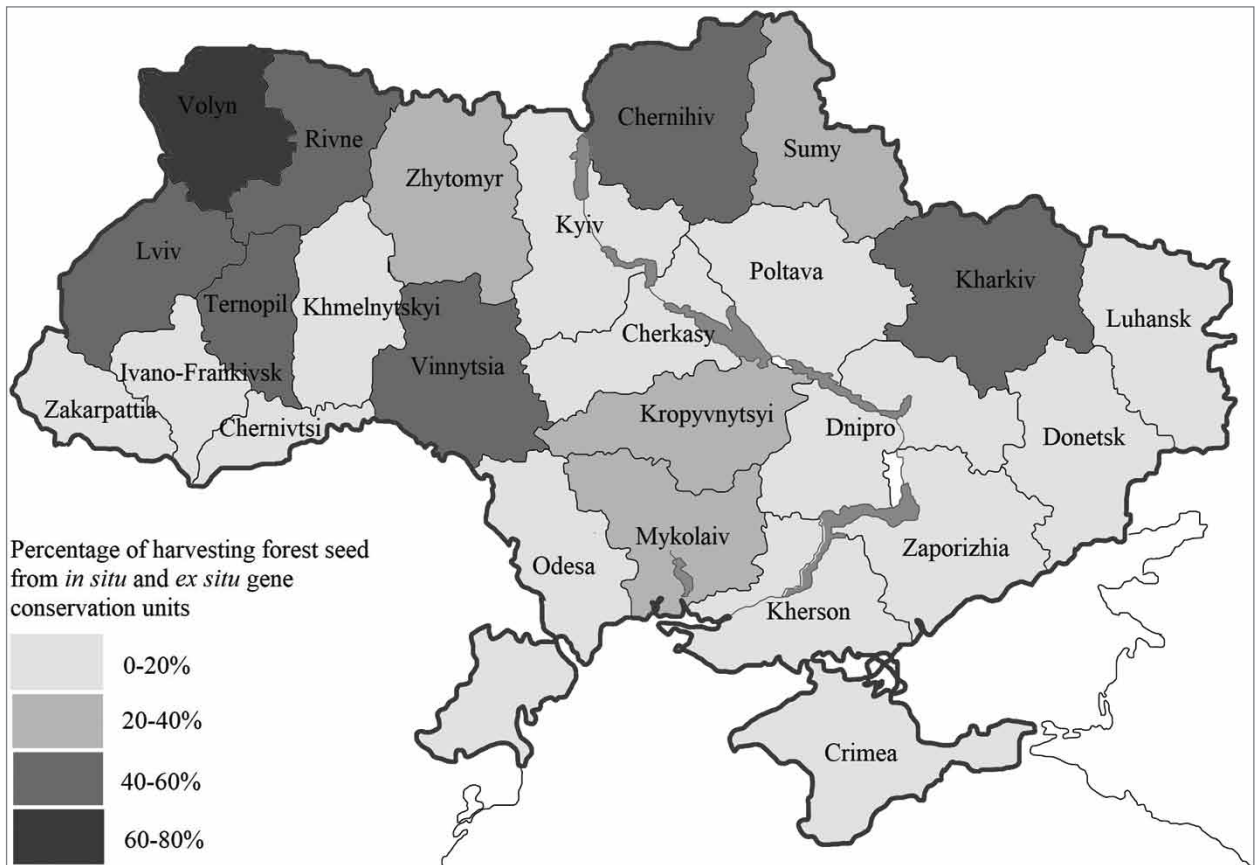 Volyn
Rivne
Chernihiv
Sumy
Zhytomyr
Kyiv
Lviv
Ternopil
Khmelnytskyi
Poltava
Kharkiv
Luhansk
Cherkasy
Vinnytsia
Ivano-Frankivsk
Zakarpattia
Chernivtsi
Kropyvnytsyi
Dnipro
Donetsk
Mykolaiv
Odesa
Zaporizhia
Kherson
Crimea
Percentage of harvesting forest seed
from in situ and ex situ gene
conservation units
0-20%
20-40%
40-60%
60-80%